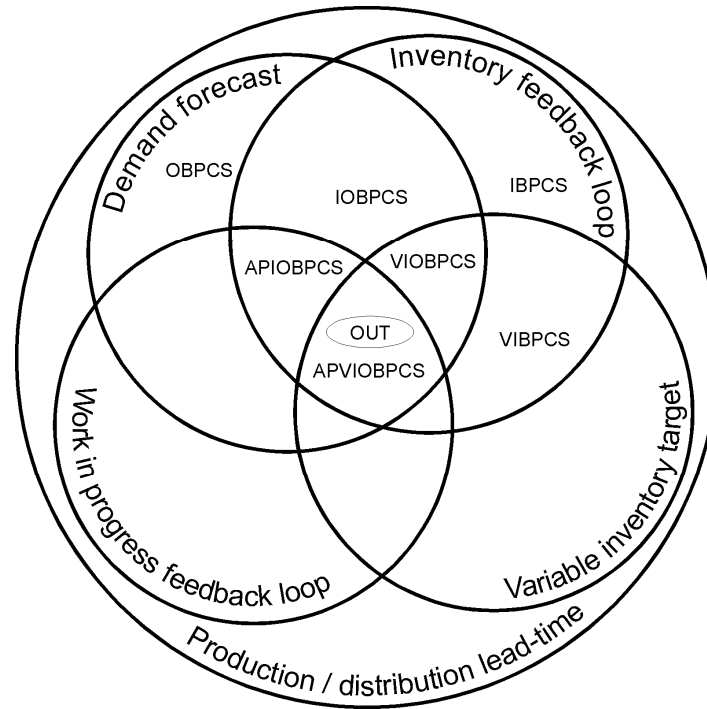 Demand forecast
Inventory feedback loop
OBPCS
IOBPCS
IBPCS
APIOBPCS
VIOBPCS
OUT
VIBPCS
APVIOBPCS
Work in progress feedback loop
Variable inventory target
Production / distribution lead-time